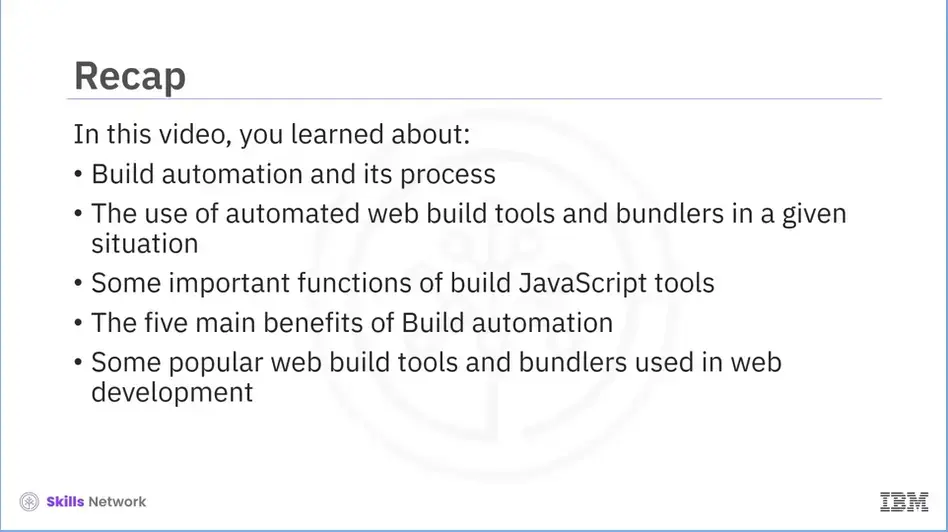 Recap
In this video, you learned about:
• Build automation and its process
• The use of automated web build tools and bundlers in a given
situation
• Some important functions of build JavaScript tools
• The five main benefits of Build automation
• Some popular web build tools and bundlers used in web
development
Skills Network
IBM